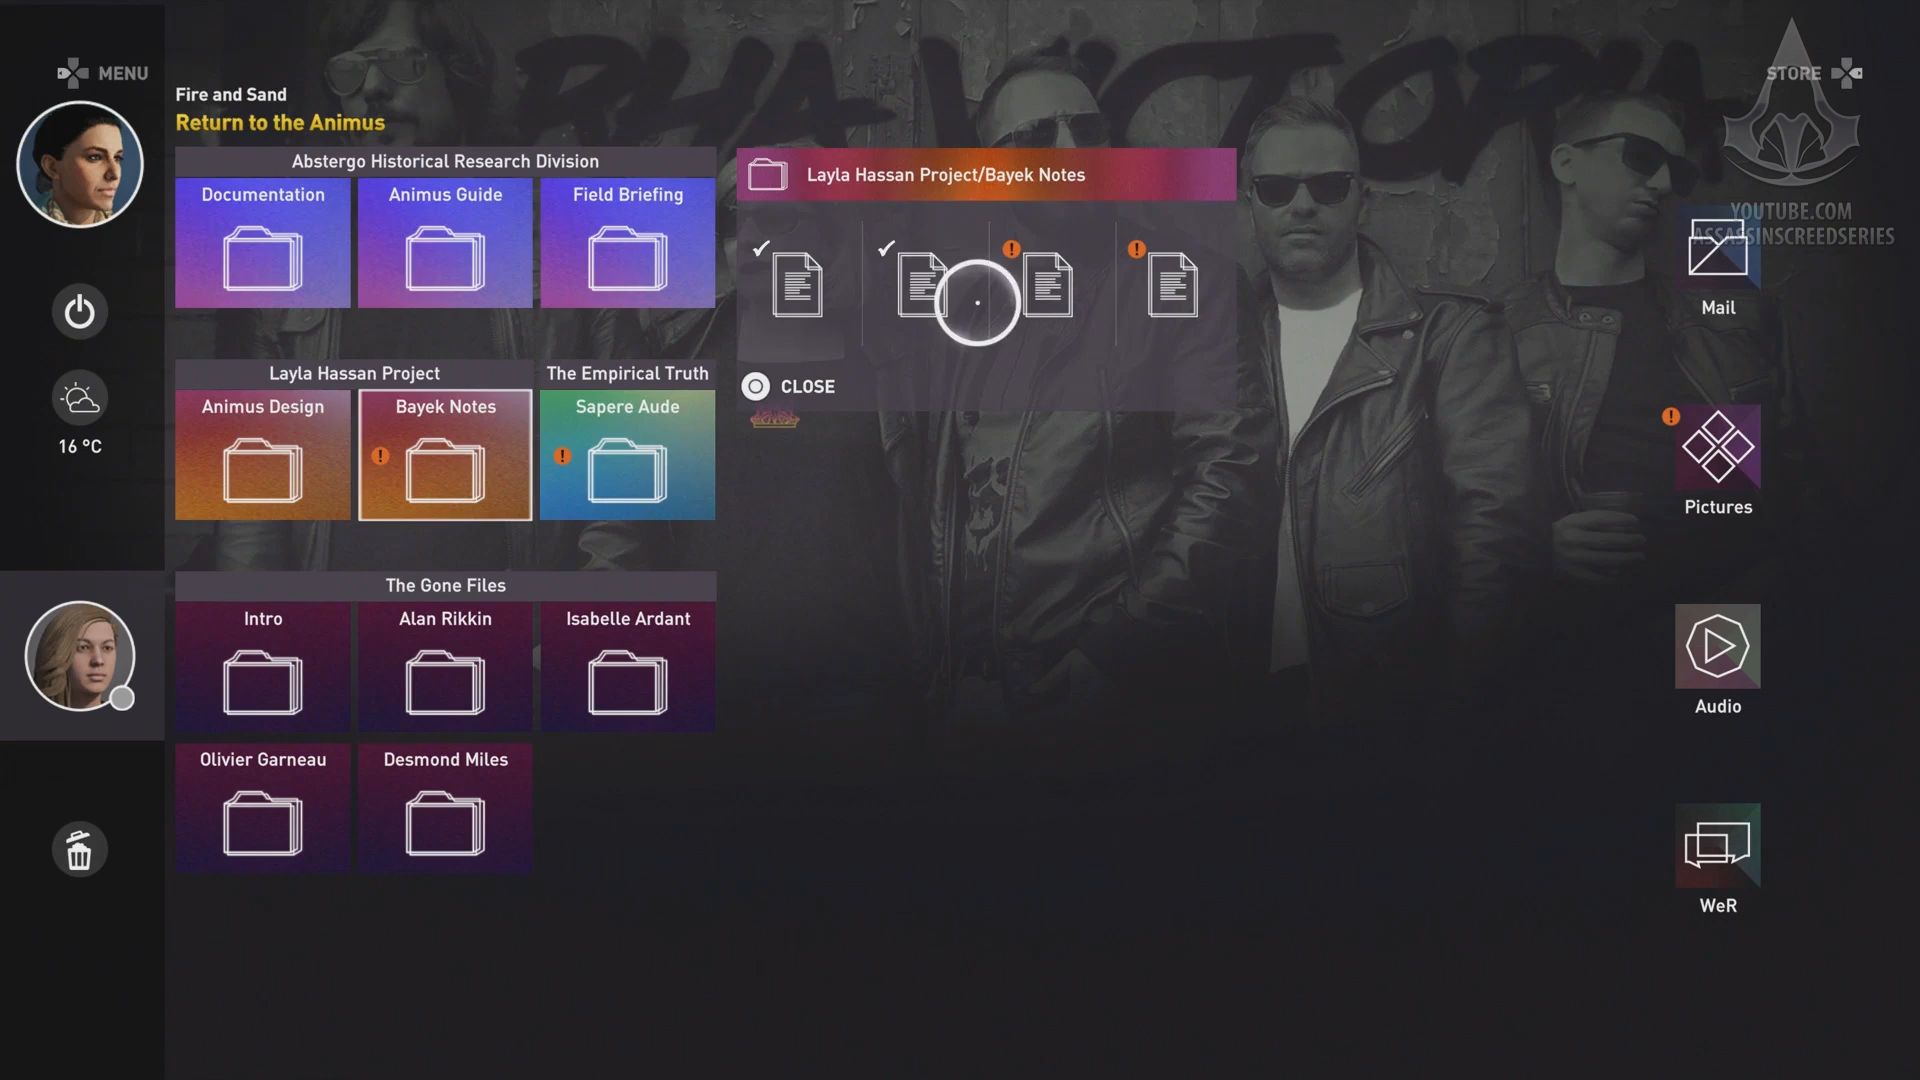 MENU
STORE
Fire and Sand
Return to the Animus
Abstergo Historical Research Division
Documentation
Animus Guide
Field Briefing
Layla Hassan Project/Bayek Notes
YOUTUBE.COM
ASSASSINSCREEDSERIES
Mail
CLOSE
Layla Hassan Project
The Empirical Truth
Animus Design
Bayek Notes
Sapere Aude
16 °C
Pictures
The Gone Files
Intro
Alan Rikkin
Isabelle Ardant
Audio
Olivier Garneau
Desmond Miles
WeR